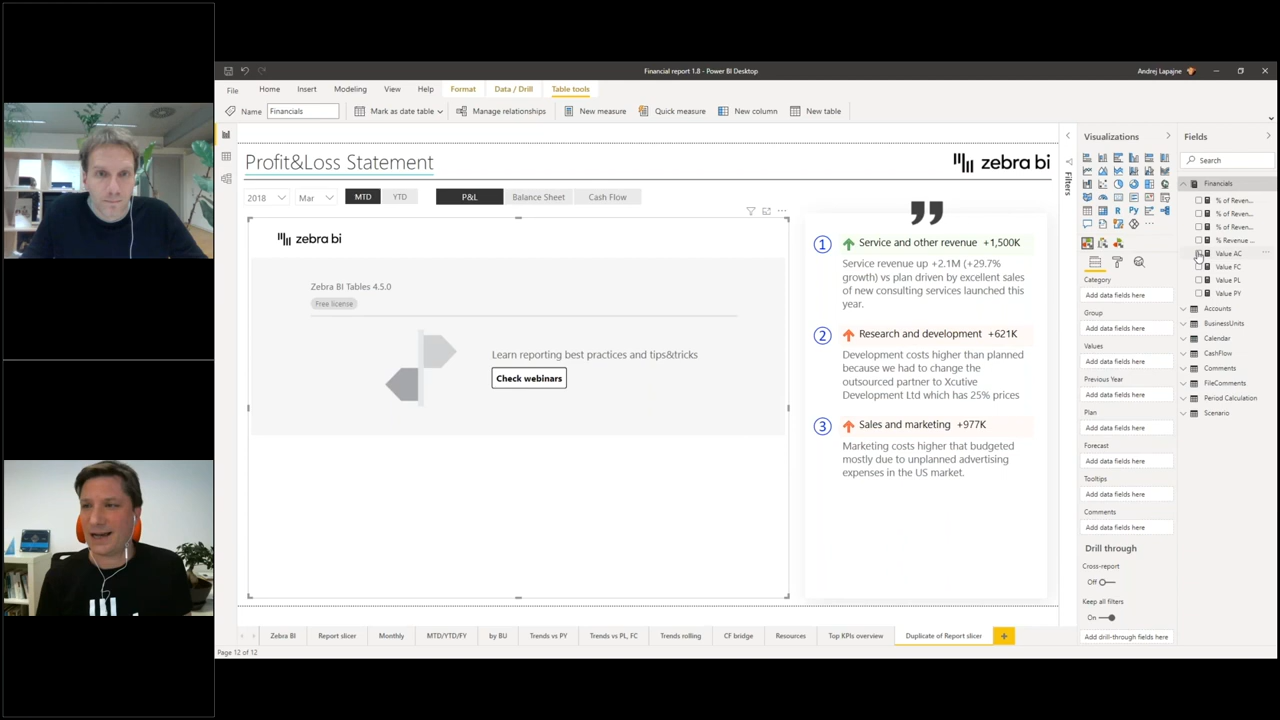 Financial report 1.8 - Power BI Desktop
Andrej Lapajne
File
Home
Insert
Modeling
View
Help
Format
Data / Drill
Table tools
Name
Financials
Mark as date table
Manage relationships
New measure
Quick measure
New column
New table
Profit&Loss Statement
zebra bi
2018
Mar
MTD
YTD
P&L
Balance Sheet
Cash Flow
zebra bi
Zebra BI Tables 4.5.0
Free license
Learn reporting best practices and tips&tricks
Check webinars
1
Service and other revenue +1,500K
Service revenue up +2.1M (+29.7%
growth) vs plan driven by excellent sales
of new consulting services launched this
year.
2
Research and development +621K
Development costs higher than planned
because we had to change the
outsourced partner to Xcutive
Development Ltd which has 25% prices
3
Sales and marketing +977K
Marketing costs higher that budgeted
mostly due to unplanned advertising
expenses in the US market.
Filters
Visualizations
R
Py
Category
Add data fields here
Group
Add data fields here
Values
Add data fields here
Previous Year
Add data fields here
Plan
Add data fields here
Forecast
Add data fields here
Tooltips
Add data fields here
Comments
Add data fields here
Drill through
Cross-report
Off
Keep all filters
On
Add drill-through fields here
Fields
Search
Financials
% of Reven...
% of Reven...
% of Reven...
% Revenue ...
Value AC
Value FC
Value PL
Value PY
Accounts
BusinessUnits
Calendar
CashFlow
Comments
FileComments
Period Calculation
Scenario
Zebra BI
Report slicer
Monthly
MTD/YTD/FY
by BU
Trends vs PY
Trends vs PL, FC
Trends rolling
CF bridge
Resources
Top KPIs overview
Duplicate of Report slicer
Page 12 of 12